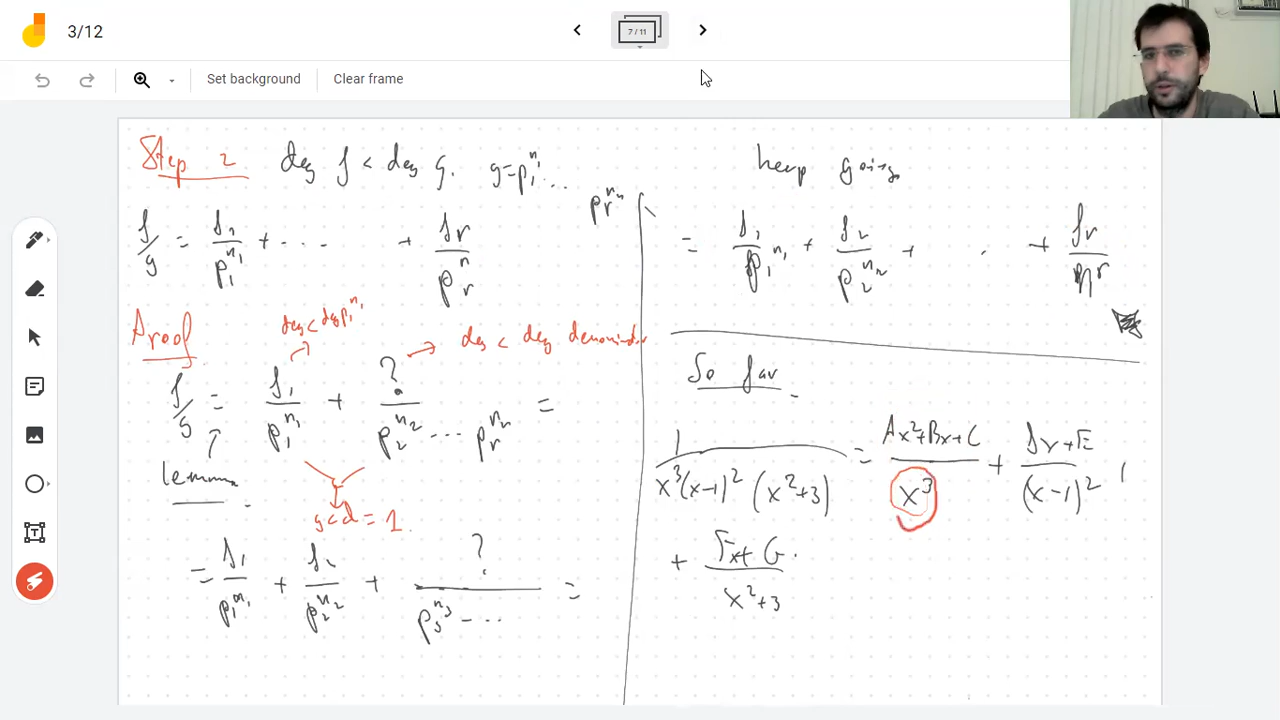 3/12
7/11
Set background
Clear frame
Step 2 deg f < deg g. g=p₁^n₁ ... pᵣ^nᵣ
f/g = f₁/p₁^n₁ + ... + fᵣ/pᵣ^n
Proof
deg < deg p₁^n₁
deg < deg denominator
f/g = f₁/p₁^n₁ + ?/(p₂^n₂ ... pᵣ^nᵣ) =
lemma
gcd = 1
= f₁/p₁^n₁ + f₂/p₂^n₂ + ?/(p₃^n₃ ...) =
keep going
= f₁/p₁^n₁ + f₂/p₂^n₂ + . . + fᵣ/
So far
1/(x³(x-1)²(x²+3)) = (Ax²+Bx+C)/x³ + (Dx+E)/(x-1)²
+ (Fx+G)/(x²+3)